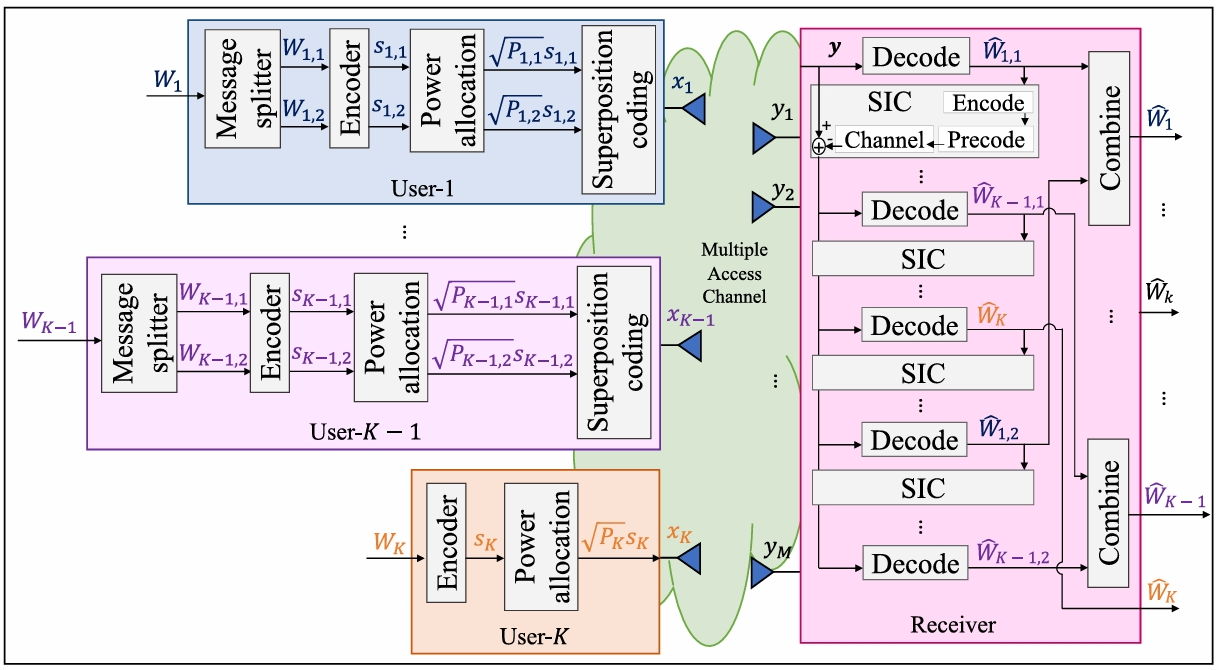 W_1
Message splitter
W_{1,1}
W_{1,2}
Encoder
s_{1,1}
s_{1,2}
Power allocation
\sqrt{P_{1,1}}s_{1,1}
\sqrt{P_{1,2}}s_{1,2}
Superposition coding
User-1
x_1
...
W_{K-1}
Message splitter
W_{K-1,1}
W_{K-1,2}
Encoder
s_{K-1,1}
s_{K-1,2}
Power allocation
\sqrt{P_{K-1,1}}s_{K-1,1}
\sqrt{P_{K-1,2}}s_{K-1,2}
Superposition coding
User-K − 1
x_{K-1}
W_K
Encoder
s_K
Power allocation
\sqrt{P_K}s_K
User-K
x_K
Multiple
Access
Channel
y_1
y_2
...
y_M
y
Decode
Ŵ_{1,1}
SIC
Encode
+
-
⊕
Channel
Precode
...
Decode
Ŵ_{K-1,1}
SIC
...
Decode
Ŵ_K
SIC
...
Decode
Ŵ_{1,2}
SIC
...
Decode
Ŵ_{K-1,2}
Receiver
Combine
...
Combine
Ŵ_1
...
Ŵ_k
...
Ŵ_{K-1}
Ŵ_K